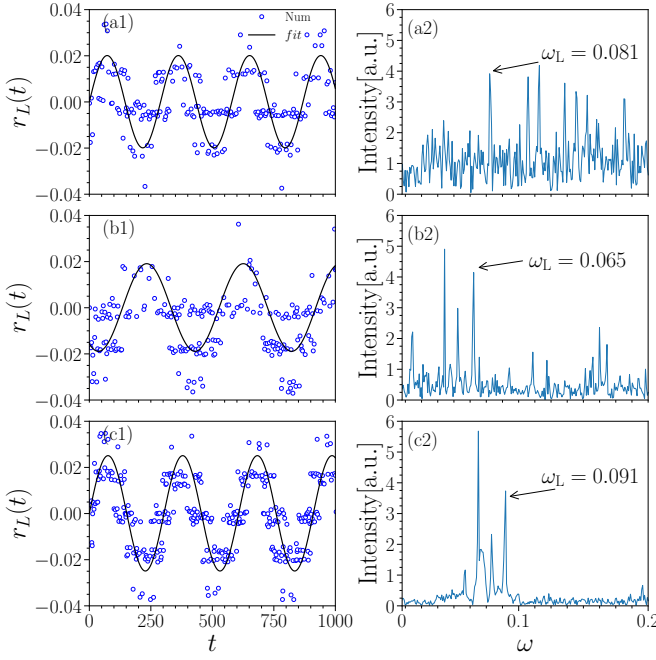 (a1)
Num
fit
0.04
0.02
0.00
−0.02
−0.04
r_L(t)
(a2)
ω_L = 0.081
6
5
4
3
2
1
0
Intensity[a.u.]
(b1)
0.04
0.02
0.00
−0.02
−0.04
r_L(t)
(b2)
ω_L = 0.065
6
5
4
3
2
1
0
Intensity[a.u.]
(c1)
0.04
0.02
0.00
−0.02
−0.04
r_L(t)
0 250 500 750 1000
t
(c2)
ω_L = 0.091
6
5
4
3
2
1
0
Intensity[a.u.]
0 0.1 0.2
ω